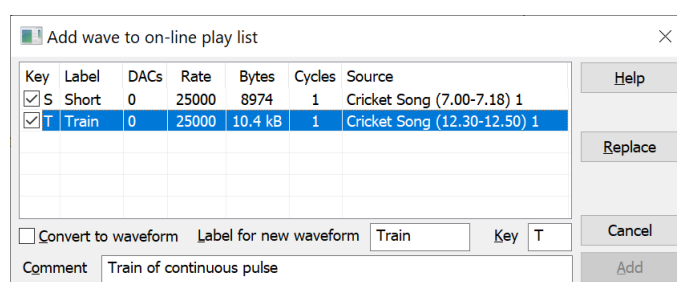 Add wave to on-line play list
Key Label DACs Rate Bytes Cycles Source
S Short 0 25000 8974 1 Cricket Song (7.00-7.18) 1
T Train 0 25000 10.4 kB 1 Cricket Song (12.30-12.50) 1
Help
Replace
Cancel
Convert to waveform Label for new waveform Train Key T
Comment Train of continuous pulse
Add